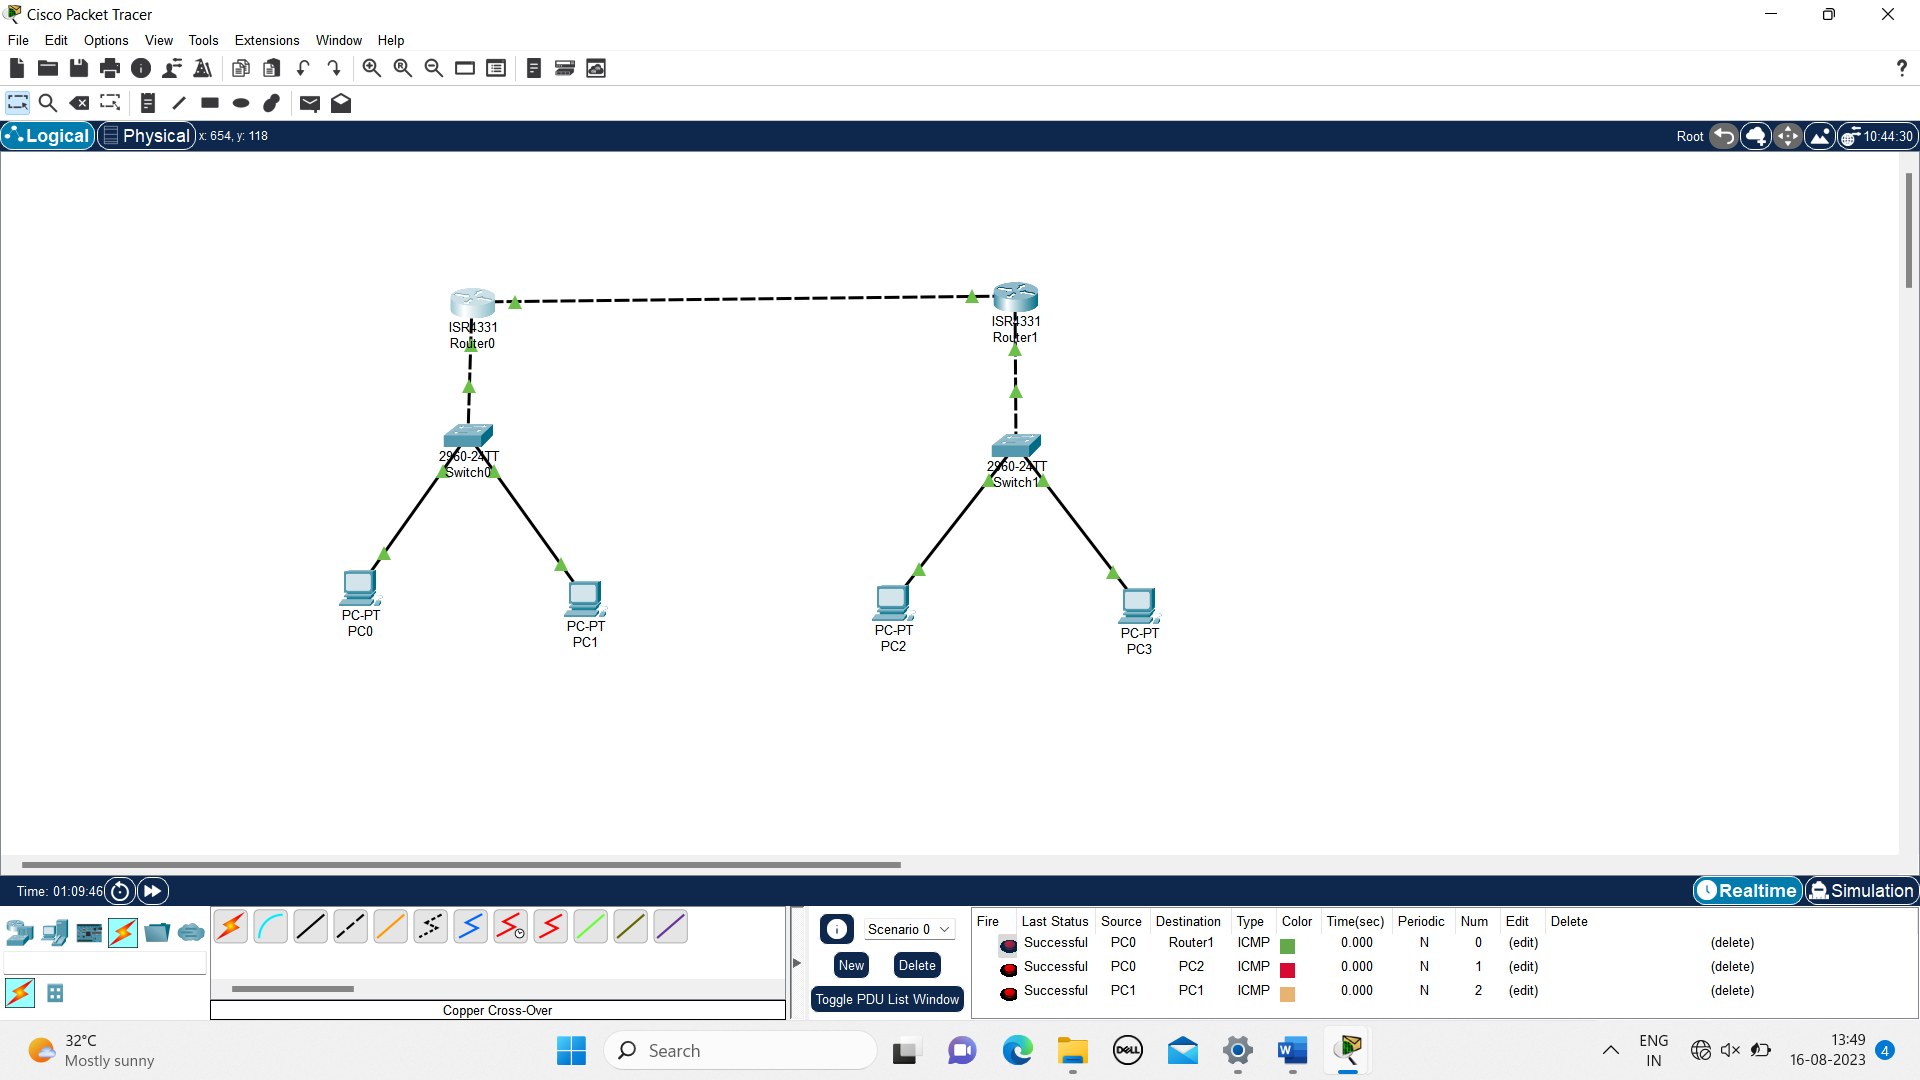 Cisco Packet Tracer
File Edit Options View Tools Extensions Window Help
?
Logical Physical x: 654, y: 118 Root 10:44:30
ISR4331
Router0
ISR4331
Router1
2960-24TT
Switch0
2960-24TT
Switch1
PC-PT
PC0
PC-PT
PC1
PC-PT
PC2
PC-PT
PC3
Time: 01:09:46 Realtime Simulation
Copper Cross-Over
Scenario 0
New Delete
Toggle PDU List Window
Fire Last Status Source Destination Type Color Time(sec) Periodic Num Edit Delete
Successful PC0 Router1 ICMP 0.000 N 0 (edit) (delete)
Successful PC0 PC2 ICMP 0.000 N 1 (edit) (delete)
Successful PC1 PC1 ICMP 0.000 N 2 (edit) (delete)
32°C
Mostly sunny
Search
DELL
W
ENG
IN
13:49
16-08-2023
4